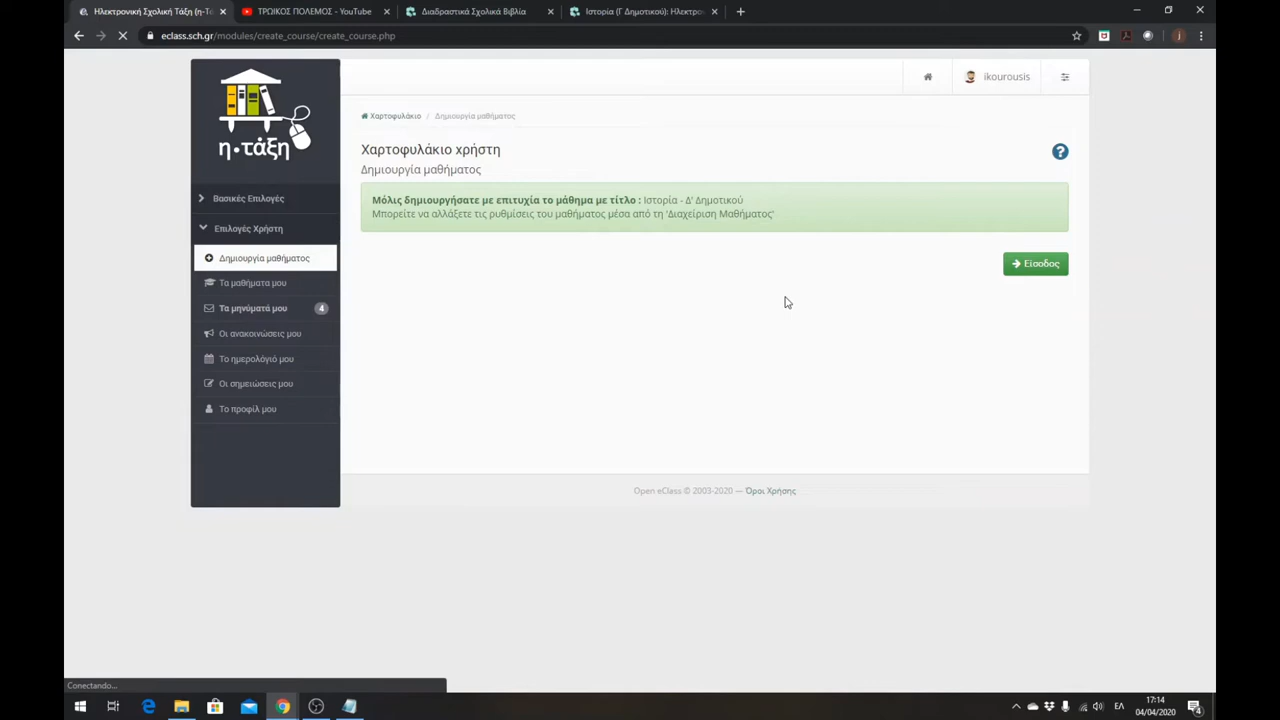 Ηλεκτρονική Σχολική Τάξη (η-Τά
ΤΡΩΙΚΟΣ ΠΟΛΕΜΟΣ - YouTube
Διαδραστικά Σχολικά Βιβλία
Ιστορία (Γ Δημοτικού): Ηλεκτρο
eclass.sch.gr/modules/create_course/create_course.php
j
η·τάξη
ikourousis
Χαρτοφυλάκιο / Δημιουργία μαθήματος
Χαρτοφυλάκιο χρήστη
Δημιουργία μαθήματος
Μόλις δημιουργήσατε με επιτυχία το μάθημα με τίτλο : Ιστορία - Δ' Δημοτικού
Μπορείτε να αλλάξετε τις ρυθμίσεις του μαθήματος μέσα από τη 'Διαχείριση Μαθήματος'
Είσοδος
Βασικές Επιλογές
Επιλογές Χρήστη
Δημιουργία μαθήματος
Τα μαθήματα μου
Τα μηνύματά μου 4
Οι ανακοινώσεις μου
Το ημερολόγιό μου
Οι σημειώσεις μου
Το προφίλ μου
Open eClass © 2003-2020 — Όροι Χρήσης
Conectando...
ΕΛ
17:14
04/04/2020
4